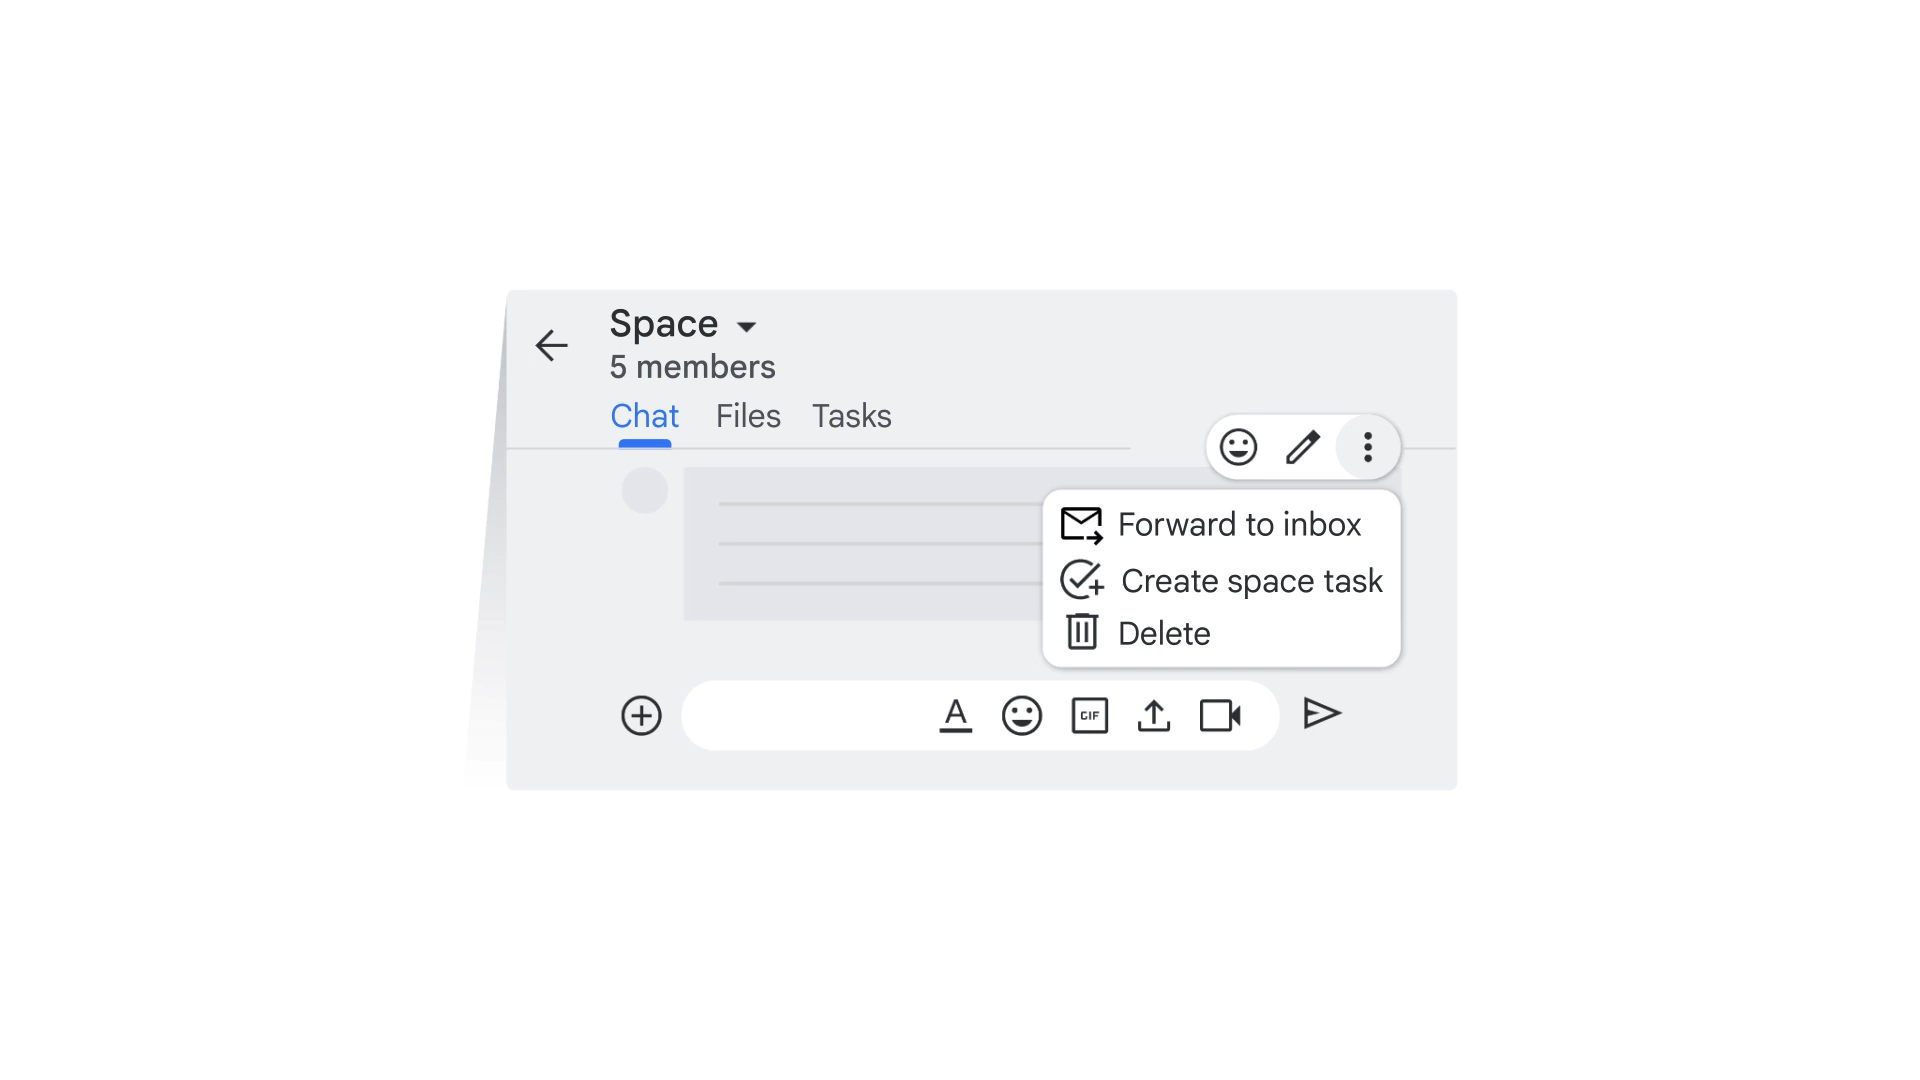 Space
5 members
Chat Files Tasks
Forward to inbox
Create space task
Delete
A GIF